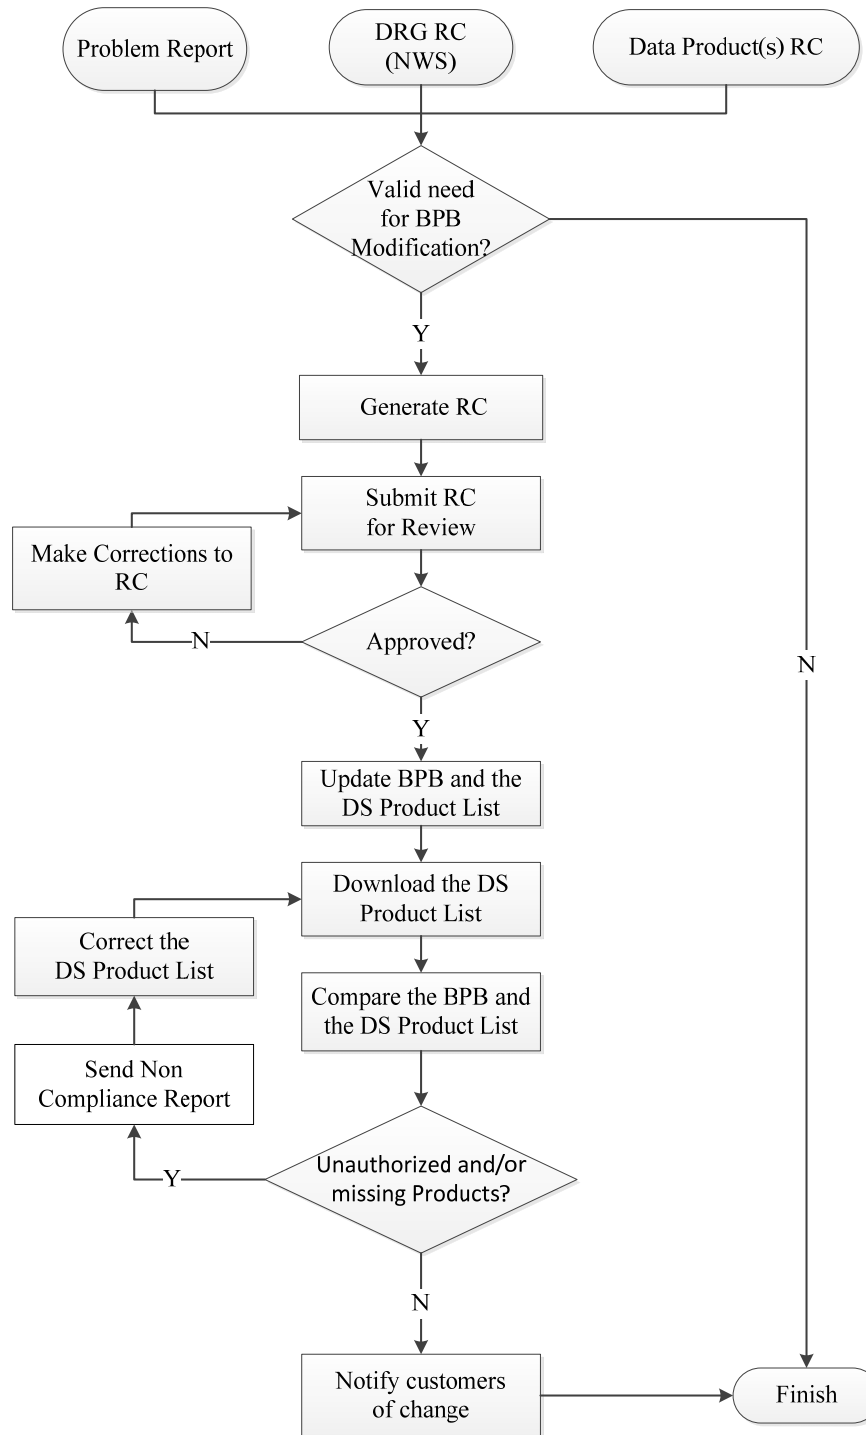 Problem Report
DRG RC
(NWS)
Data Product(s) RC
Valid need
for BPB
Modification?
Y
Generate RC
Submit RC
for Review
Make Corrections to
RC
N
Approved?
N
Y
Update BPB and the
DS Product List
Download the DS
Product List
Correct the
DS Product List
Compare the BPB and
the DS Product List
Send Non
Compliance Report
Unauthorized and/or
missing Products?
Y
N
Notify customers
of change
Finish